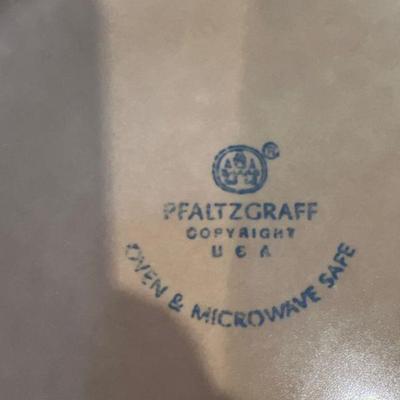 ®
PFALTZGRAFF
COPYRIGHT
U S A
OVEN & MICROWAVE SAFE